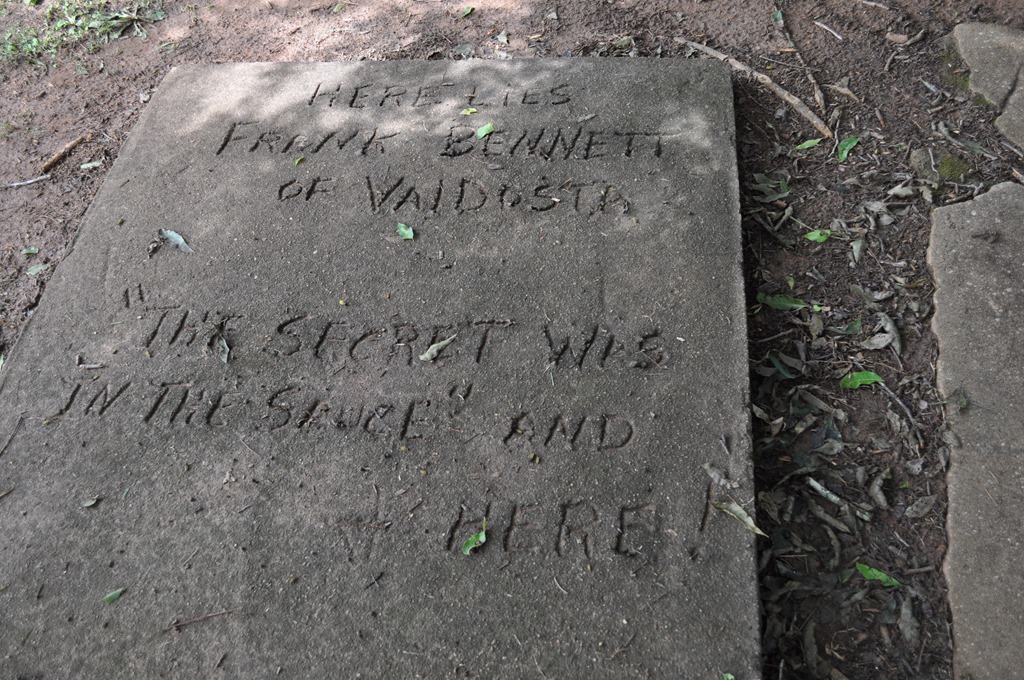 HERE LIES
FRANK BENNETT
OF VAlDOSTA
"THE SECRET WAS
IN THE SAUCE" AND
HERE!